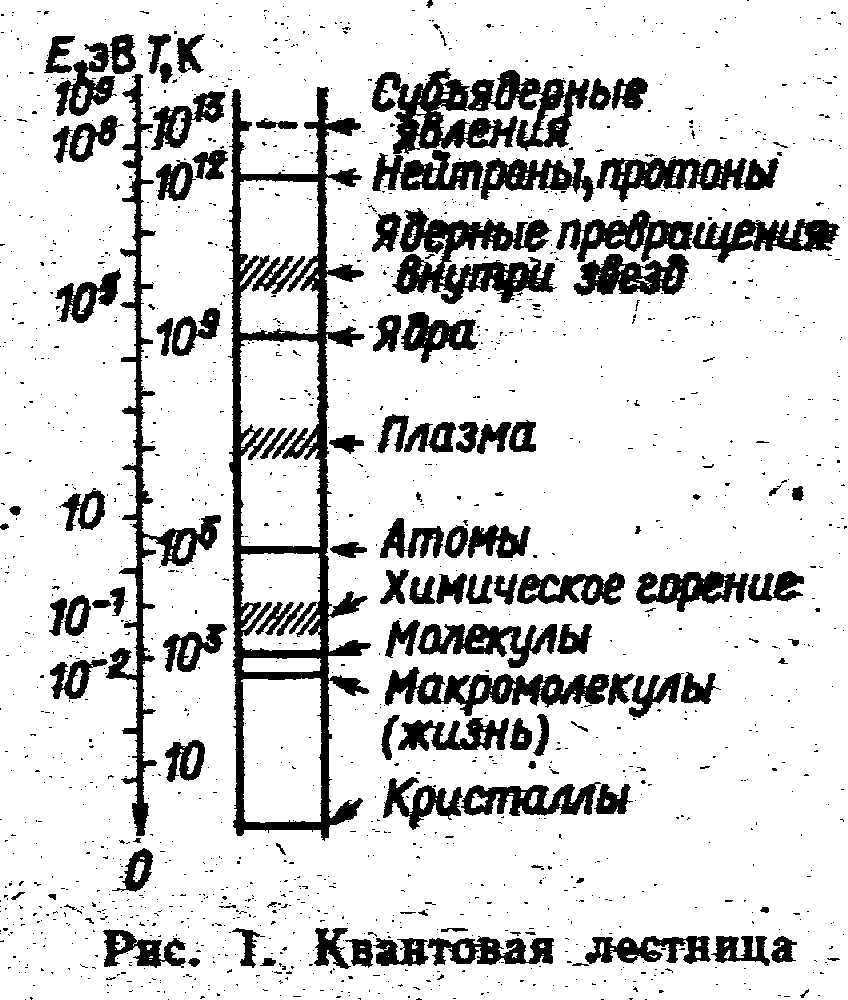 E, эВ T, К
10⁹
10⁸
10¹³
10¹²
Субъядерные
явления
Нейтроны, протоны
Ядерные превращения
внутри звезд
10⁵
10⁹
Ядра
Плазма
10
10⁵
Атомы
Химическое горение
10⁻¹
10³
Молекулы
10⁻²
Макромолекулы
(жизнь)
10
Кристаллы
0
Рис. 1. Квантовая лестница